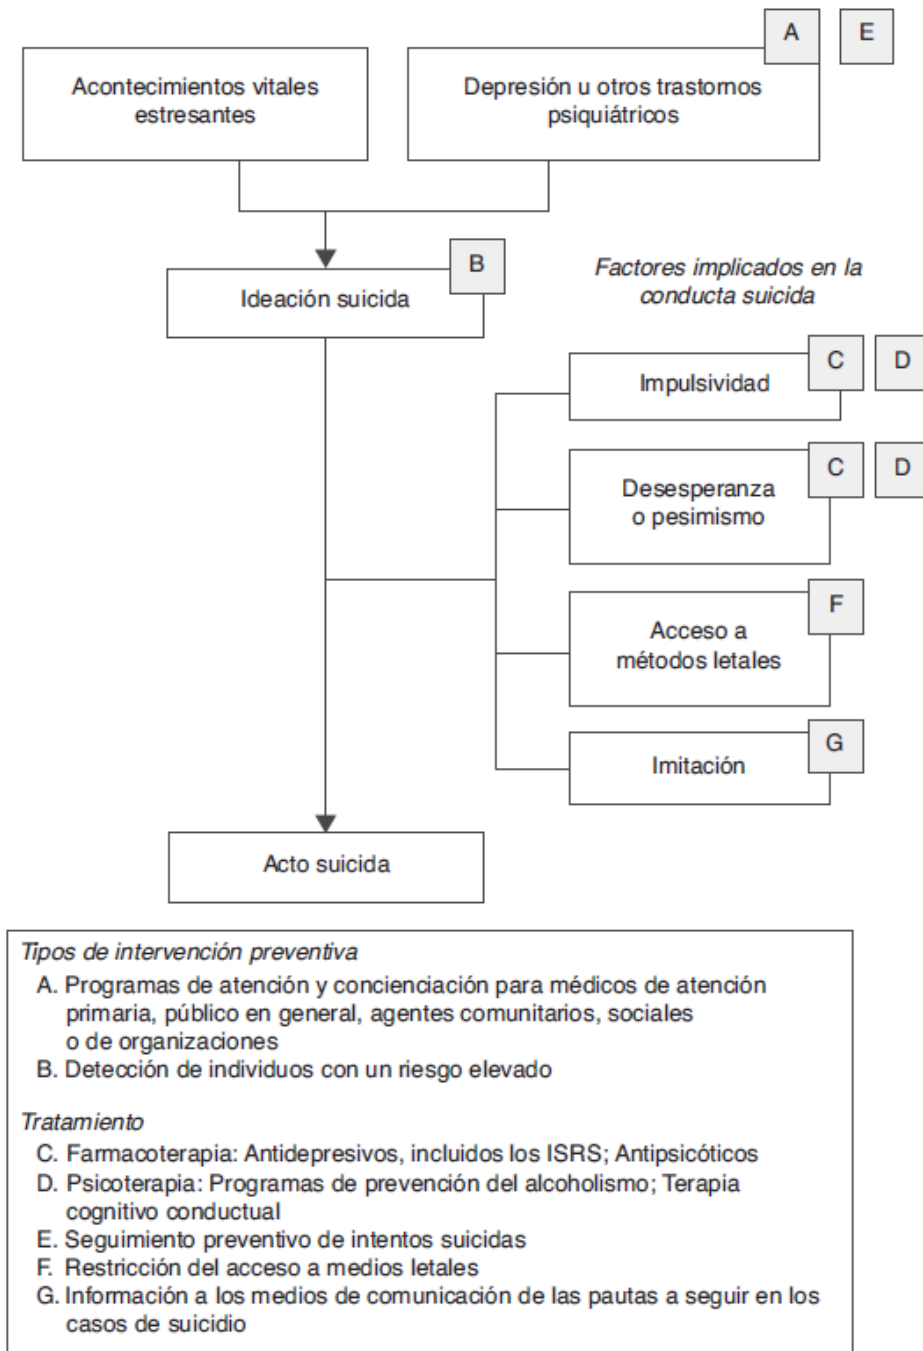 A
E
Acontecimientos vitales
estresantes
Depresión u otros trastornos
psiquiátricos
B
Ideación suicida
Factores implicados en la
conducta suicida
C
D
Impulsividad
C
D
Desesperanza
o pesimismo
F
Acceso a
métodos letales
G
Imitación
Acto suicida
Tipos de intervención preventiva
A. Programas de atención y concienciación para médicos de atención
primaria, público en general, agentes comunitarios, sociales
o de organizaciones
B. Detección de individuos con un riesgo elevado
Tratamiento
C. Farmacoterapia: Antidepresivos, incluidos los ISRS; Antipsicóticos
D. Psicoterapia: Programas de prevención del alcoholismo; Terapia
cognitivo conductual
E. Seguimiento preventivo de intentos suicidas
F. Restricción del acceso a medios letales
G. Información a los medios de comunicación de las pautas a seguir en los
casos de suicidio